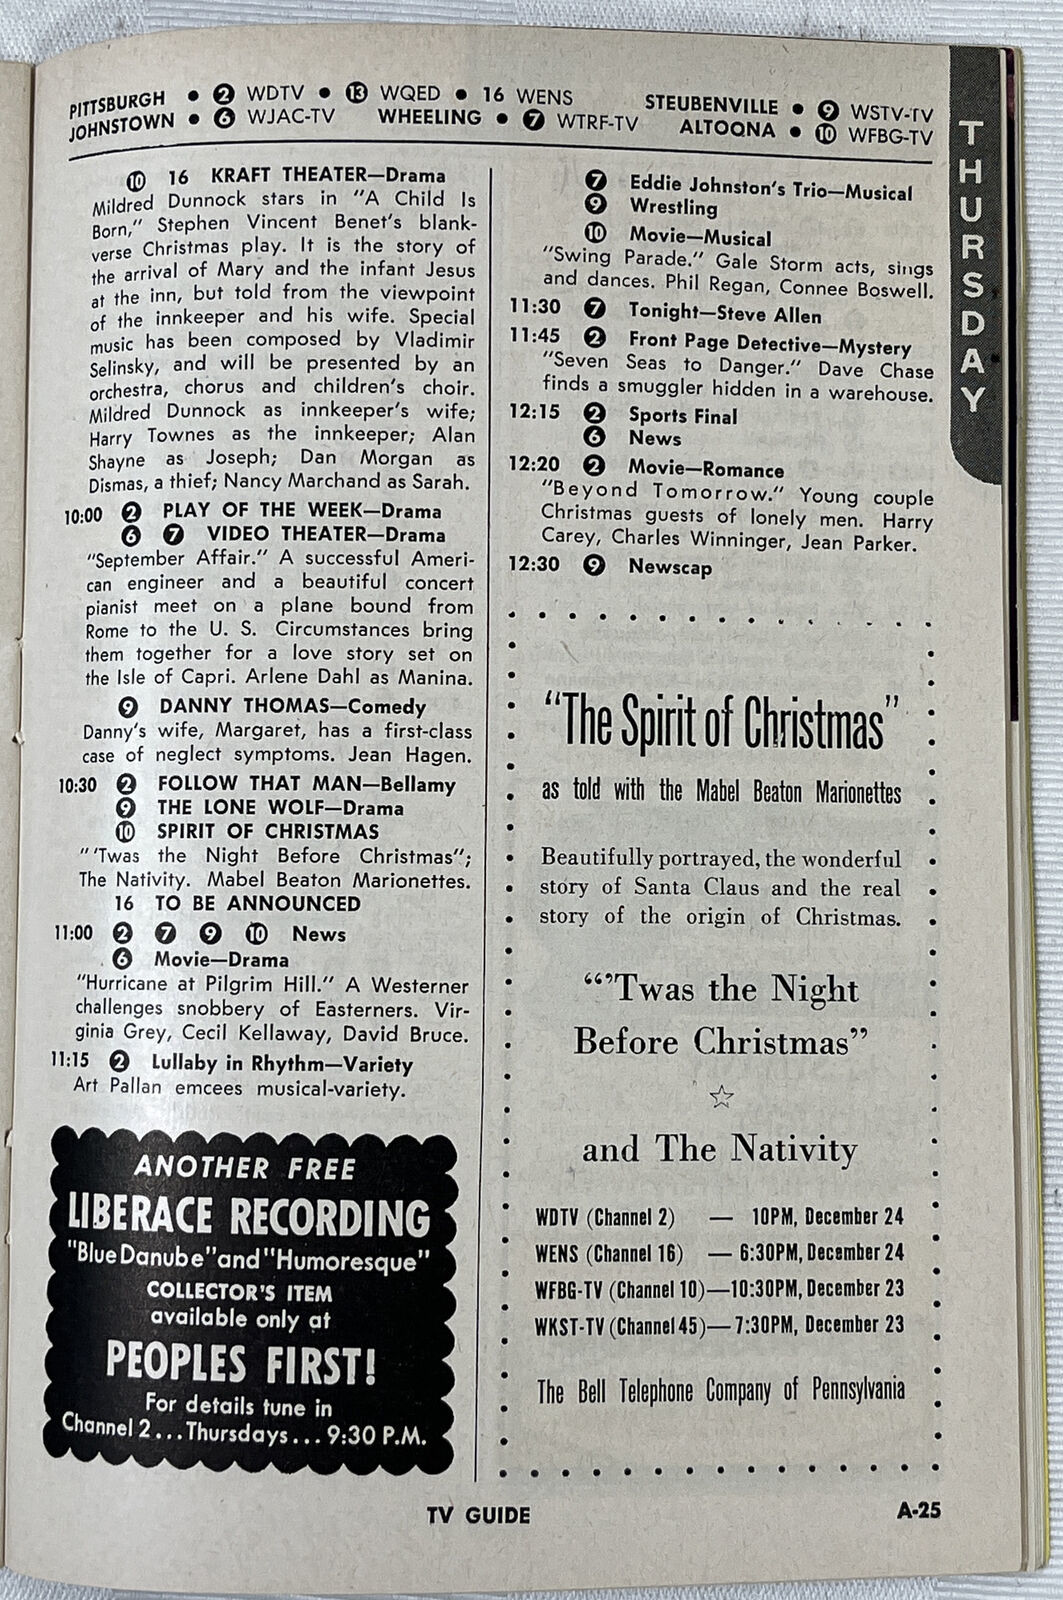 PITTSBURGH • 2 WDTV • 13 WQED • 16 WENS STEUBENVILLE • 9 WSTV-TV
JOHNSTOWN • 6 WJAC-TV WHEELING • 7 WTRF-TV ALTOONA • 10 WFBG-TV
THURSDAY
10 16 KRAFT THEATER—Drama
Mildred Dunnock stars in "A Child Is
Born," Stephen Vincent Benet's blank-
verse Christmas play. It is the story of
the arrival of Mary and the infant Jesus
at the inn, but told from the viewpoint
of the innkeeper and his wife. Special
music has been composed by Vladimir
Selinsky, and will be presented by an
orchestra, chorus and children's choir.
Mildred Dunnock as innkeeper's wife;
Harry Townes as the innkeeper; Alan
Shayne as Joseph; Dan Morgan as
Dismas, a thief; Nancy Marchand as Sarah.
10:00 2 PLAY OF THE WEEK—Drama
6 7 VIDEO THEATER—Drama
"September Affair." A successful Ameri-
can engineer and a beautiful concert
pianist meet on a plane bound from
Rome to the U. S. Circumstances bring
them together for a love story set on
the Isle of Capri. Arlene Dahl as Manina.
9 DANNY THOMAS—Comedy
Danny's wife, Margaret, has a first-class
case of neglect symptoms. Jean Hagen.
10:30 2 FOLLOW THAT MAN—Bellamy
9 THE LONE WOLF—Drama
10 SPIRIT OF CHRISTMAS
"'Twas the Night Before Christmas";
The Nativity. Mabel Beaton Marionettes.
16 TO BE ANNOUNCED
11:00 2 7 9 10 News
6 Movie—Drama
"Hurricane at Pilgrim Hill." A Westerner
challenges snobbery of Easterners. Vir-
ginia Grey, Cecil Kellaway, David Bruce.
11:15 2 Lullaby in Rhythm—Variety
Art Pallan emcees musical-variety.
ANOTHER FREE
LIBERACE RECORDING
"Blue Danube" and "Humoresque"
COLLECTOR'S ITEM
available only at
PEOPLES FIRST!
For details tune in
Channel 2...Thursdays...9:30 P.M.
7 Eddie Johnston's Trio—Musical
9 Wrestling
10 Movie—Musical
"Swing Parade." Gale Storm acts, sings
and dances. Phil Regan, Connee Boswell.
11:30 7 Tonight—Steve Allen
11:45 2 Front Page Detective—Mystery
"Seven Seas to Danger." Dave Chase
finds a smuggler hidden in a warehouse.
12:15 2 Sports Final
6 News
12:20 2 Movie—Romance
"Beyond Tomorrow." Young couple
Christmas guests of lonely men. Harry
Carey, Charles Winninger, Jean Parker.
12:30 9 Newscap
"The Spirit of Christmas"
as told with the Mabel Beaton Marionettes
Beautifully portrayed, the wonderful
story of Santa Claus and the real
story of the origin of Christmas.
"'Twas the Night
Before Christmas"
☆
and The Nativity
WDTV (Channel 2) — 10PM, December 24
WENS (Channel 16) — 6:30PM, December 24
WFBG-TV (Channel 10)—10:30PM, December 23
WKST-TV (Channel 45)—7:30PM, December 23
The Bell Telephone Company of Pennsylvania
TV GUIDE
A-25